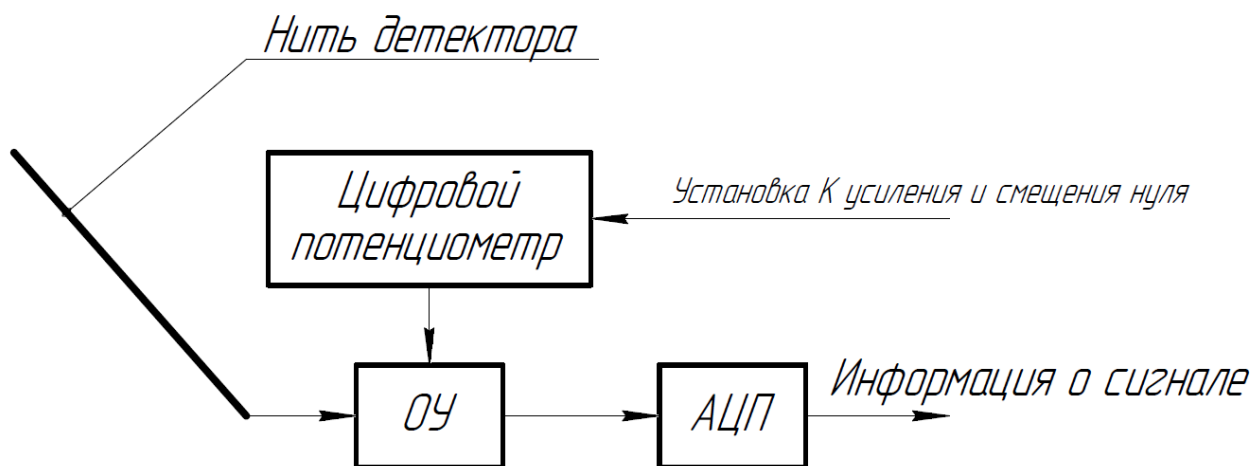 Нить детектора
Цифровой
потенциометр
Установка К усиления и смещения нуля
ОУ
АЦП
Информация о сигнале